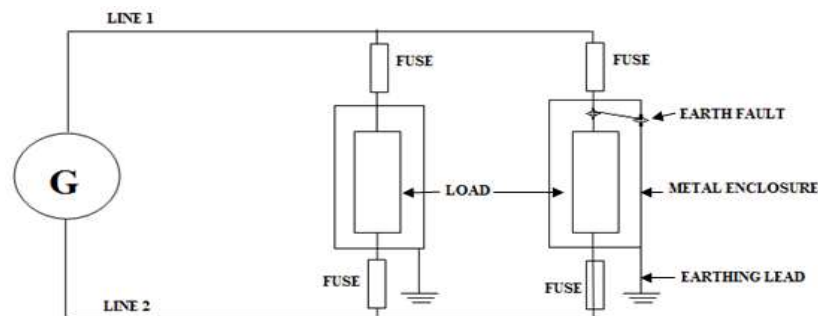 LINE 1
FUSE
FUSE
EARTH FAULT
G
LOAD
METAL ENCLOSURE
FUSE
FUSE
EARTHING LEAD
LINE 2